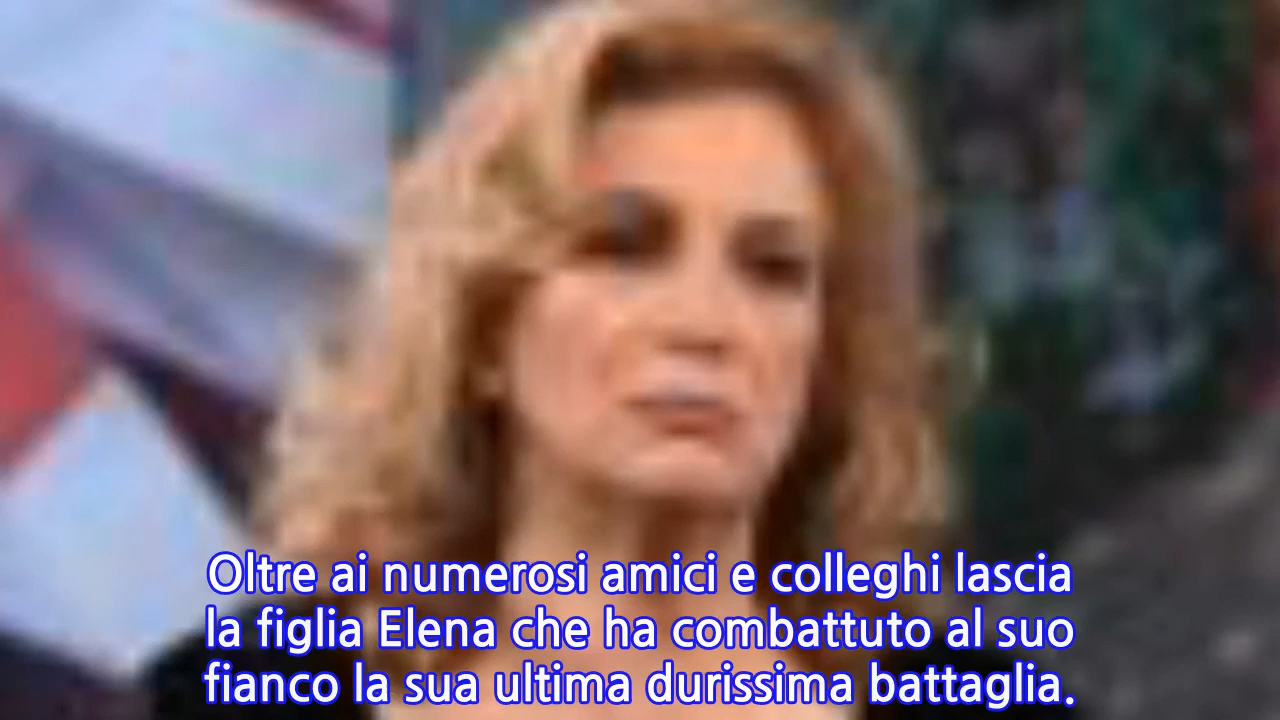 Oltre ai numerosi amici e colleghi lascia
la figlia Elena che ha combattuto al suo
fianco la sua ultima durissima battaglia.